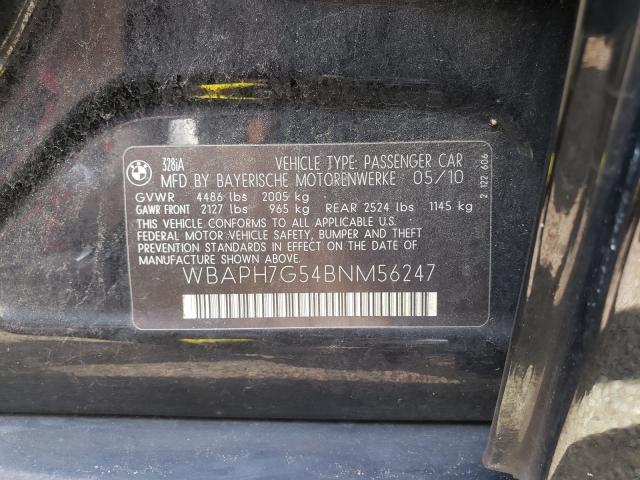 328iA VEHICLE TYPE: PASSENGER CAR
MFD BY BAYERISCHE MOTORENWERKE 05/10
GVWR 4486 lbs 2005 kg
GAWR FRONT 2127 lbs 965 kg REAR 2524 lbs 1145 kg
THIS VEHICLE CONFORMS TO ALL APPLICABLE U.S.
FEDERAL MOTOR VEHICLE SAFETY, BUMPER AND THEFT
PREVENTION STANDARDS IN EFFECT ON THE DATE OF
MANUFACTURE SHOWN ABOVE.
WBAPH7G54BNM56247
2 122 606
BMW